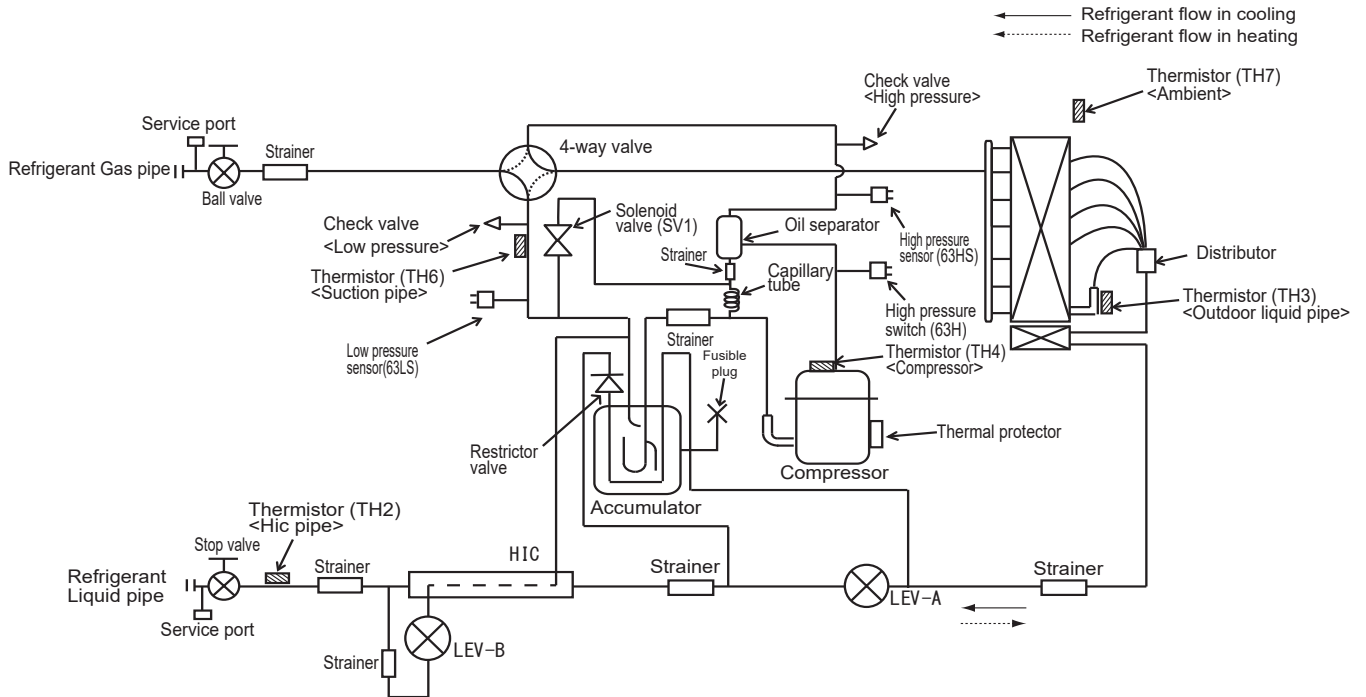 Refrigerant flow in cooling
Refrigerant flow in heating
Check valve
<High pressure>
Thermistor (TH7)
<Ambient>
Service port
Strainer
4-way valve
Refrigerant Gas pipe
Ball valve
Check valve
<Low pressure>
Solenoid
valve (SV1)
Oil separator
High pressure
sensor (63HS)
Strainer
Distributor
Thermistor (TH6)
<Suction pipe>
Capillary
tube
Thermistor (TH3)
<Outdoor liquid pipe>
High pressure
switch (63H)
Low pressure
sensor(63LS)
Strainer
Fusible
plug
Thermistor (TH4)
<Compressor>
Restrictor
valve
Thermal protector
Compressor
Accumulator
Thermistor (TH2)
<Hic pipe>
Stop valve
Strainer
HIC
Strainer
Strainer
Refrigerant
Liquid pipe
LEV-A
Service port
Strainer
LEV-B